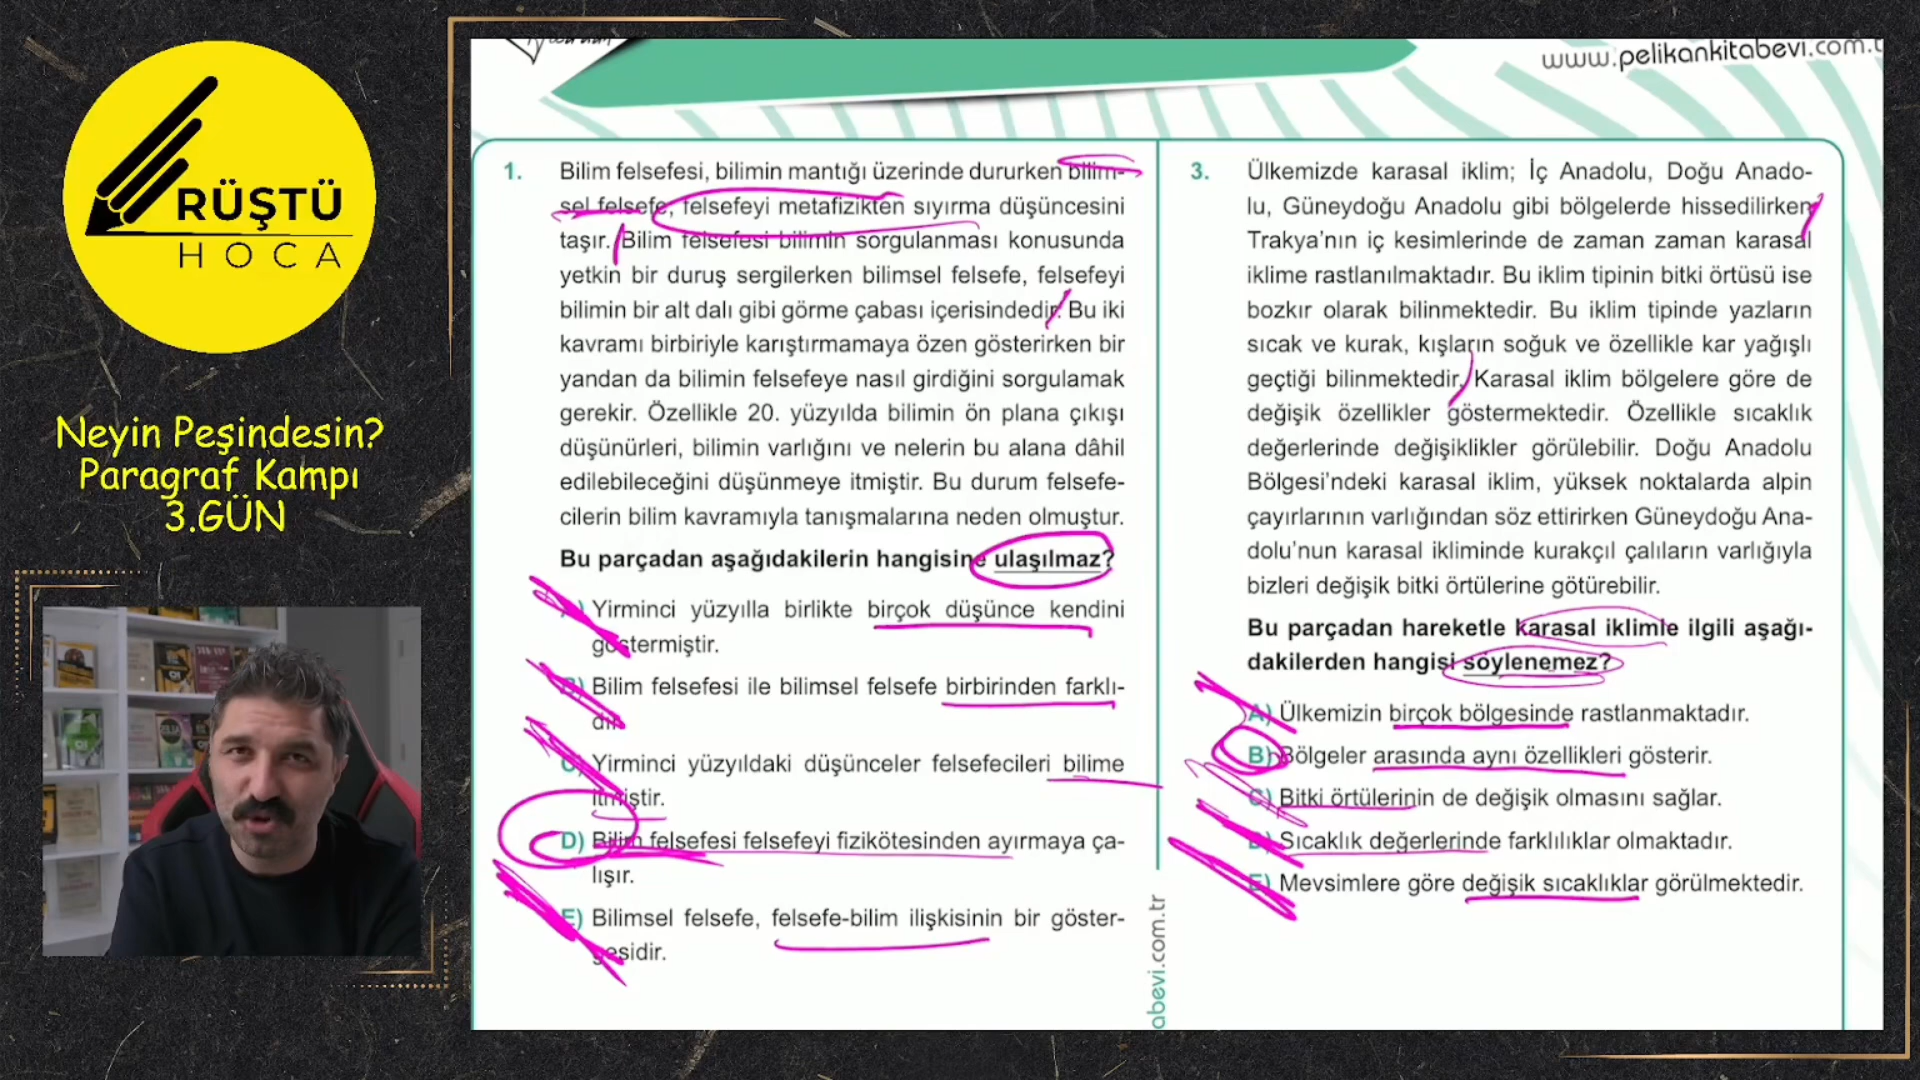 RÜŞTÜ
HOCA
Neyin Peşindesin?
Paragraf Kampı
3.GÜN
www.pelikankitabevi.com.t
1. Bilim felsefesi, bilimin mantığı üzerinde dururken bilim-
sel felsefe, felsefeyi metafizikten sıyırma düşüncesini
taşır. Bilim felsefesi bilimin sorgulanması konusunda
yetkin bir duruş sergilerken bilimsel felsefe, felsefeyi
bilimin bir alt dalı gibi görme çabası içerisindedir. Bu iki
kavramı birbiriyle karıştırmamaya özen gösterirken bir
yandan da bilimin felsefeye nasıl girdiğini sorgulamak
gerekir. Özellikle 20. yüzyılda bilimin ön plana çıkışı
düşünürleri, bilimin varlığını ve nelerin bu alana dâhil
edilebileceğini düşünmeye itmiştir. Bu durum felsefe-
cilerin bilim kavramıyla tanışmalarına neden olmuştur.
Bu parçadan aşağıdakilerin hangisine ulaşılmaz?
A) Yirminci yüzyılla birlikte birçok düşünce kendini
göstermiştir.
B) Bilim felsefesi ile bilimsel felsefe birbirinden farklı-
dır.
C) Yirminci yüzyıldaki düşünceler felsefecileri bilime
itmiştir.
D) Bilim felsefesi felsefeyi fizikötesinden ayırmaya ça-
lışır.
E) Bilimsel felsefe, felsefe-bilim ilişkisinin bir göster-
gesidir.
abevi.com.tr
3. Ülkemizde karasal iklim; İç Anadolu, Doğu Anado-
lu, Güneydoğu Anadolu gibi bölgelerde hissedilirken
Trakya’nın iç kesimlerinde de zaman zaman karasal
iklime rastlanılmaktadır. Bu iklim tipinin bitki örtüsü ise
bozkır olarak bilinmektedir. Bu iklim tipinde yazların
sıcak ve kurak, kışların soğuk ve özellikle kar yağışlı
geçtiği bilinmektedir. Karasal iklim bölgelere göre de
değişik özellikler göstermektedir. Özellikle sıcaklık
değerlerinde değişiklikler görülebilir. Doğu Anadolu
Bölgesi’ndeki karasal iklim, yüksek noktalarda alpin
çayırlarının varlığından söz ettirirken Güneydoğu Ana-
dolu’nun karasal ikliminde kurakçıl çalıların varlığıyla
bizleri değişik bitki örtülerine götürebilir.
Bu parçadan hareketle karasal iklimle ilgili aşağı-
dakilerden hangisi söylenemez?
A) Ülkemizin birçok bölgesinde rastlanmaktadır.
B) Bölgeler arasında aynı özellikleri gösterir.
C) Bitki örtülerinin de değişik olmasını sağlar.
D) Sıcaklık değerlerinde farklılıklar olmaktadır.
E) Mevsimlere göre değişik sıcaklıklar görülmektedir.